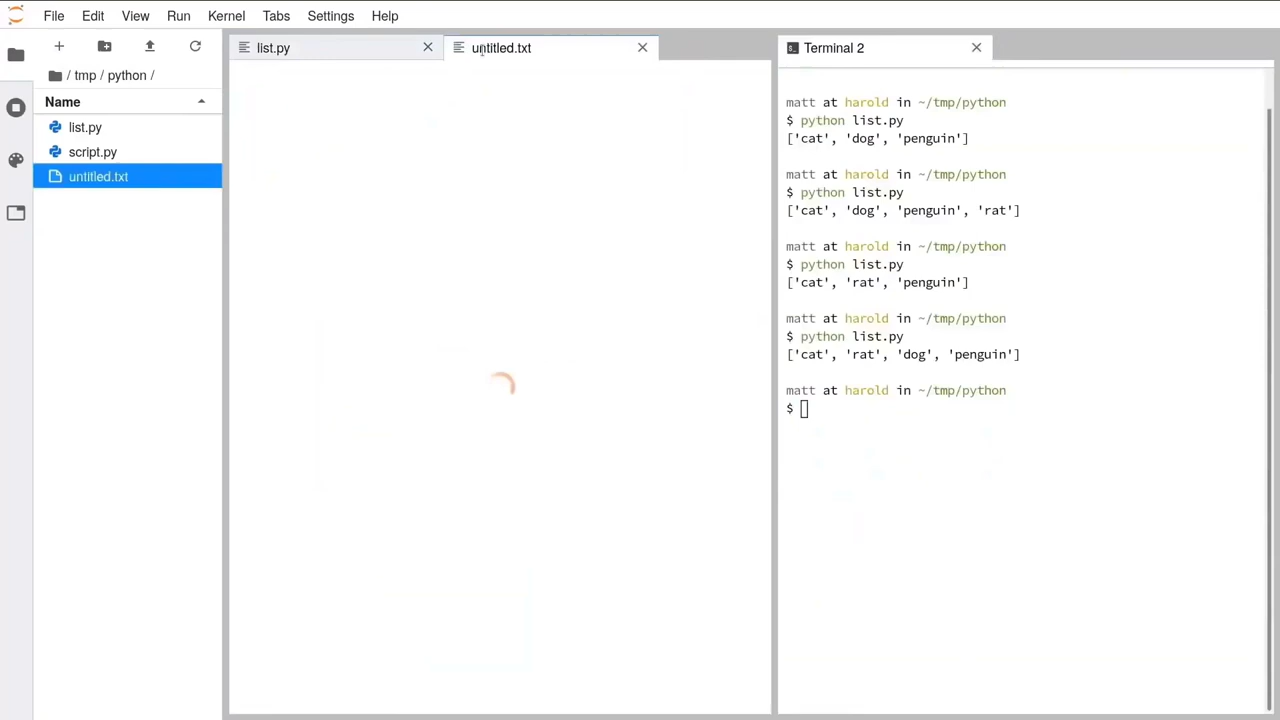 File Edit View Run Kernel Tabs Settings Help
list.py
untitled.txt
Terminal 2
/ tmp / python /
Name
list.py
script.py
untitled.txt
matt at harold in ~/tmp/python
$ python list.py
['cat', 'dog', 'penguin']
matt at harold in ~/tmp/python
$ python list.py
['cat', 'dog', 'penguin', 'rat']
matt at harold in ~/tmp/python
$ python list.py
['cat', 'rat', 'penguin']
matt at harold in ~/tmp/python
$ python list.py
['cat', 'rat', 'dog', 'penguin']
matt at harold in ~/tmp/python
$